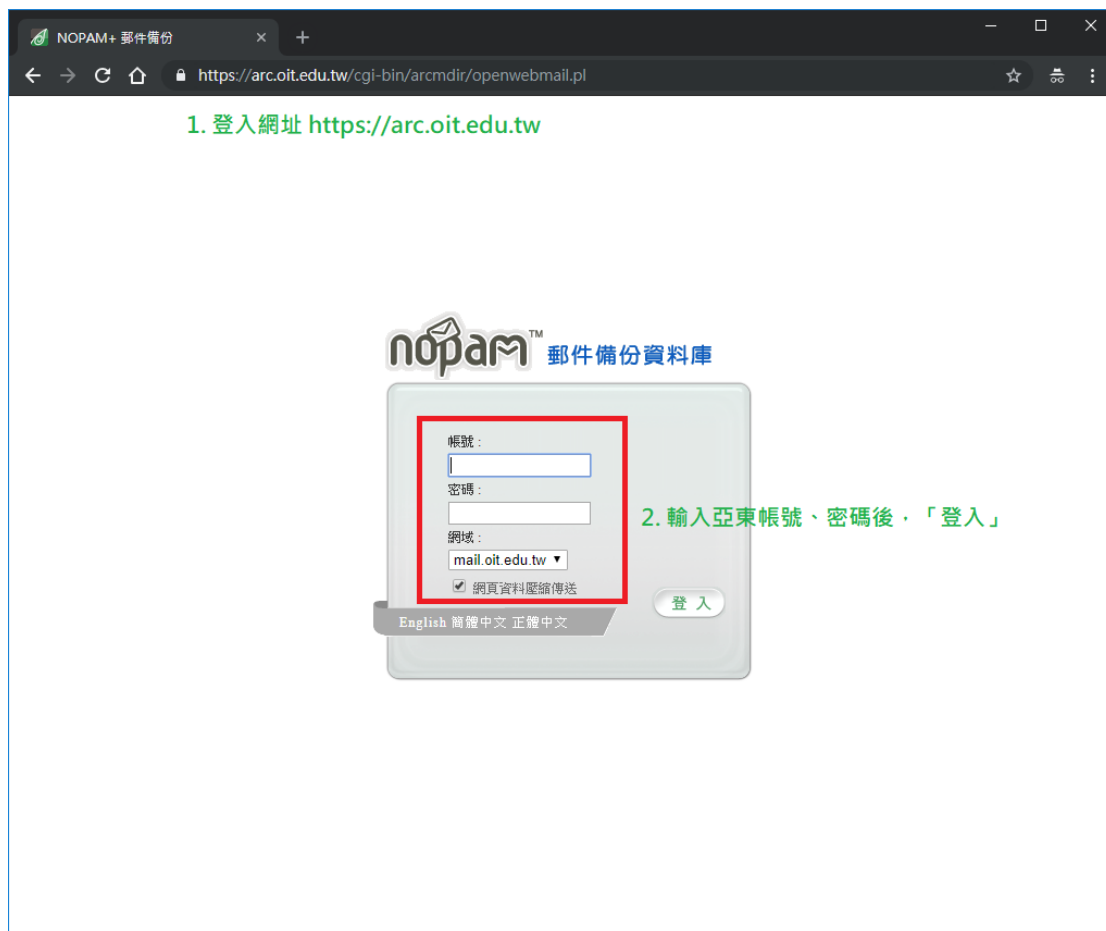 NOPAM+ 郵件備份
https://arc.oit.edu.tw/cgi-bin/arcmdir/openwebmail.pl
1. 登入網址 https://arc.oit.edu.tw
nopam™ 郵件備份資料庫
帳號 :
密碼 :
2. 輸入亞東帳號、密碼後，「登入」
網域 :
mail.oit.edu.tw
網頁資料壓縮傳送
登 入
English 簡體中文 正體中文